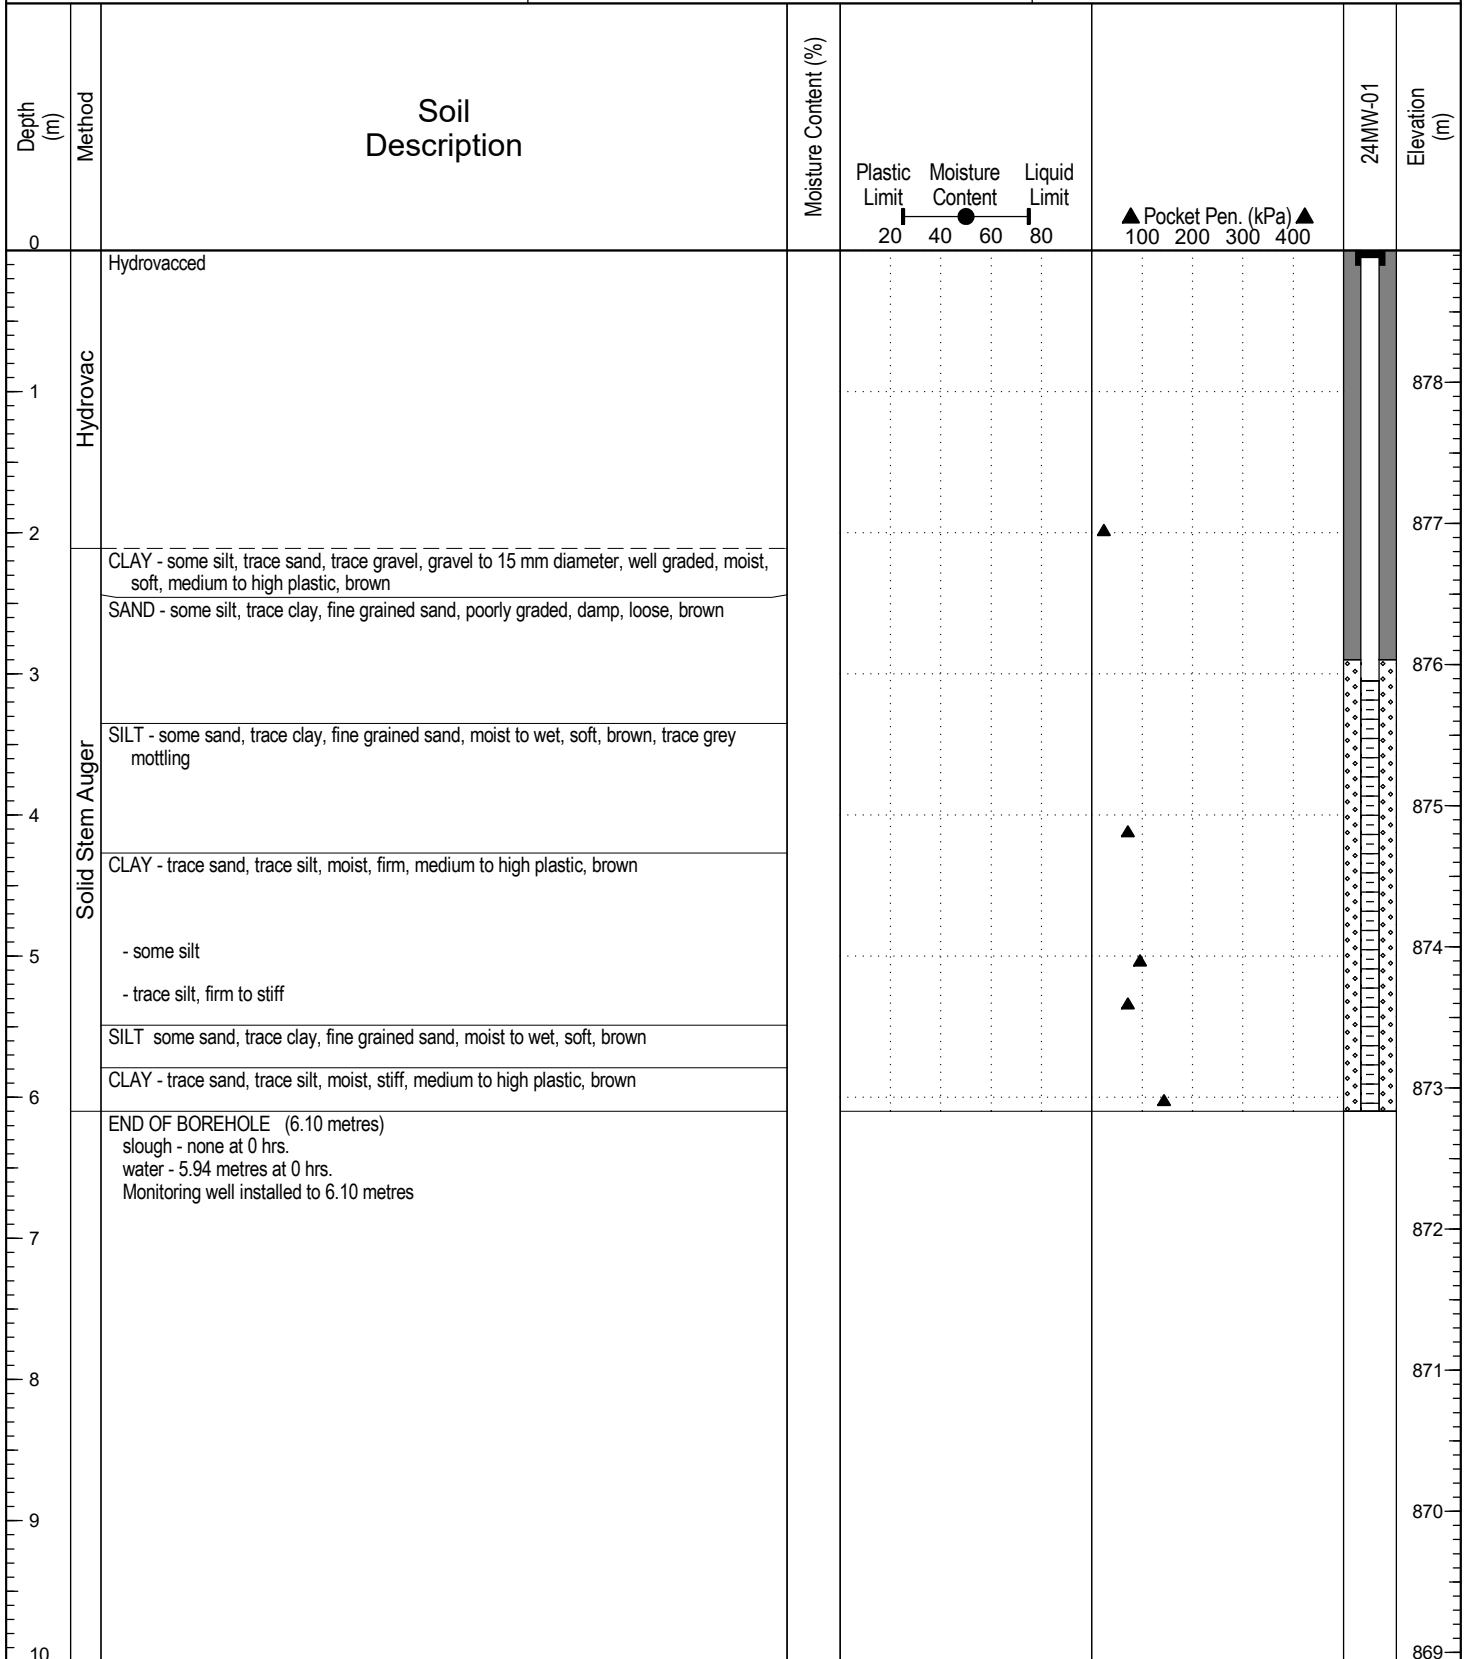 Depth
(m)
Method
Soil
Description
Moisture Content (%)
Plastic Moisture Liquid
Limit Content Limit
20 40 60 80
▲ Pocket Pen. (kPa) ▲
100 200 300 400
24MW-01
Elevation
(m)
0
Hydrovacced
Hydrovac
1
878
2
877
CLAY - some silt, trace sand, trace gravel, gravel to 15 mm diameter, well graded, moist,
soft, medium to high plastic, brown
SAND - some silt, trace clay, fine grained sand, poorly graded, damp, loose, brown
3
876
SILT - some sand, trace clay, fine grained sand, moist to wet, soft, brown, trace grey
mottling
Solid Stem Auger
4
875
CLAY - trace sand, trace silt, moist, firm, medium to high plastic, brown
- some silt
5
874
- trace silt, firm to stiff
SILT some sand, trace clay, fine grained sand, moist to wet, soft, brown
CLAY - trace sand, trace silt, moist, stiff, medium to high plastic, brown
6
873
END OF BOREHOLE (6.10 metres)
slough - none at 0 hrs.
water - 5.94 metres at 0 hrs.
Monitoring well installed to 6.10 metres
7
872
8
871
9
870
10
869